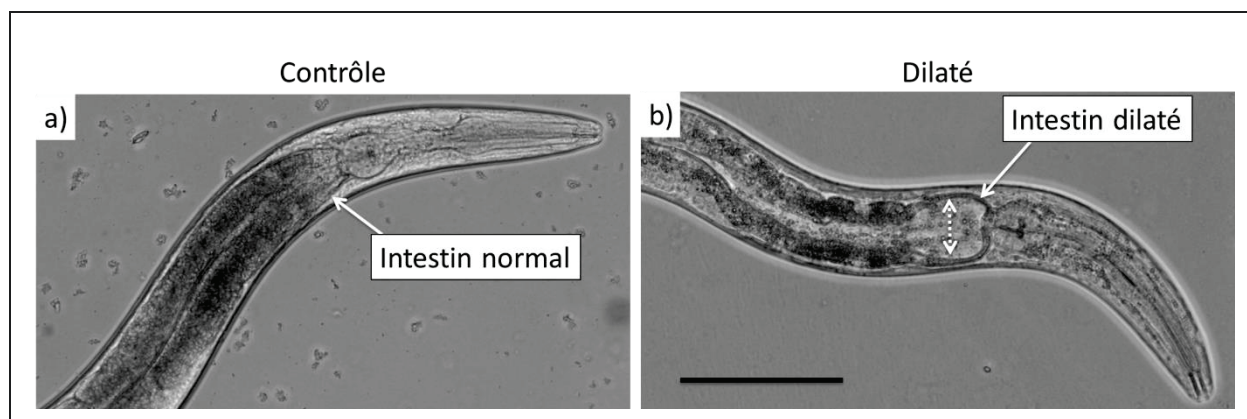 Contrôle
Dilaté
a)
Intestin normal
b)
Intestin dilaté